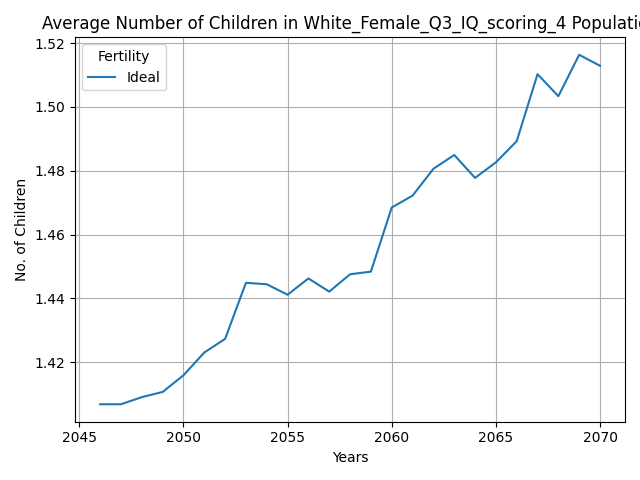 Average Number of Children in White_Female_Q3_IQ_scoring_4 Populatio
Fertility
Ideal
1.52
1.50
1.48
1.46
1.44
1.42
No. of Children
2045 2050 2055 2060 2065 2070
Years